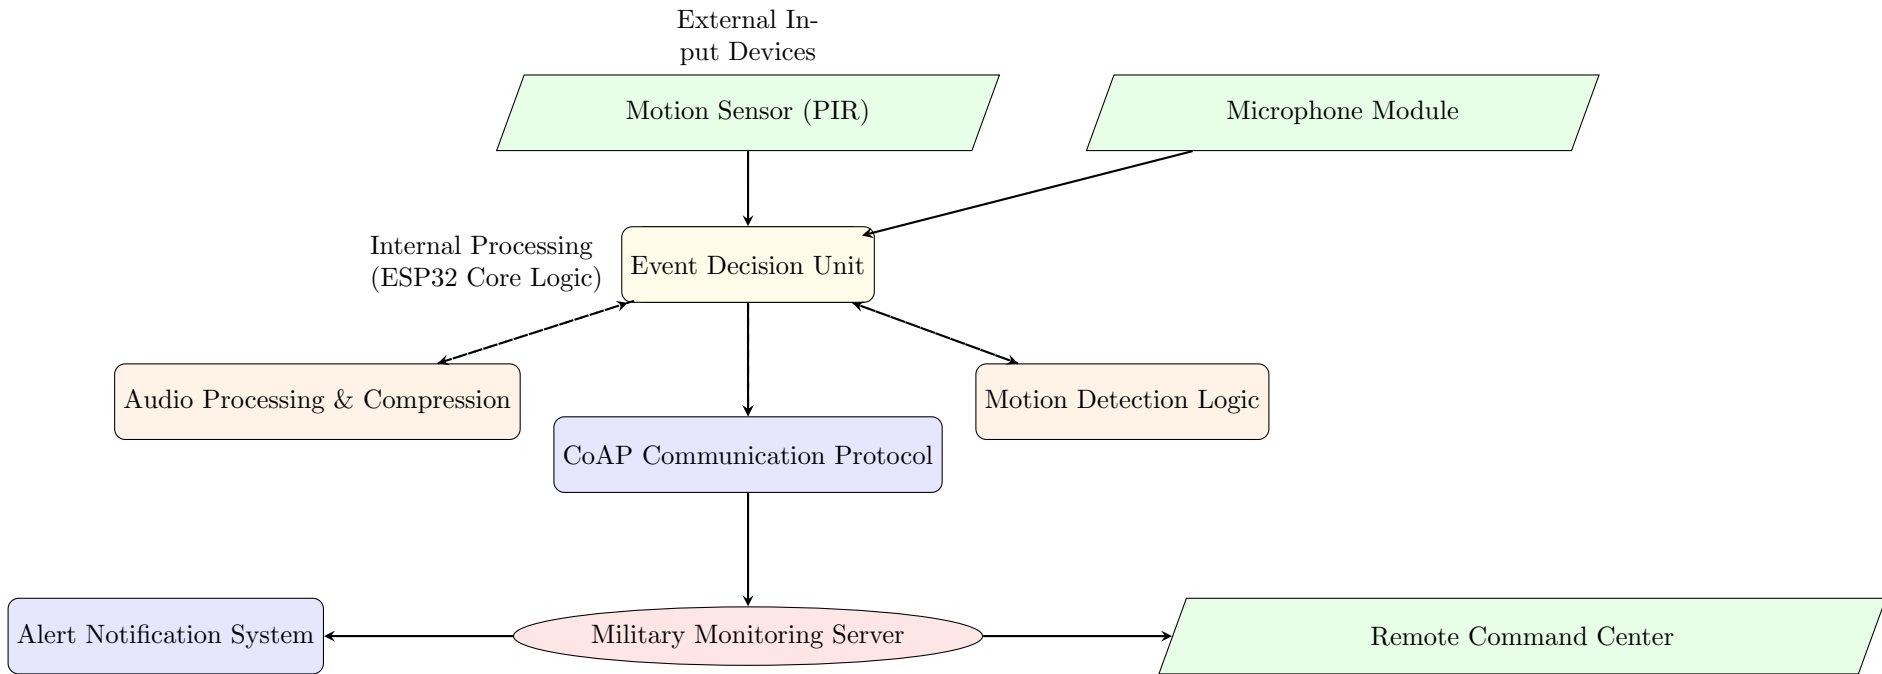 External In-
put Devices
Motion Sensor (PIR)
Microphone Module
Internal Processing
(ESP32 Core Logic)
Event Decision Unit
Audio Processing & Compression
Motion Detection Logic
CoAP Communication Protocol
Alert Notification System
Military Monitoring Server
Remote Command Center